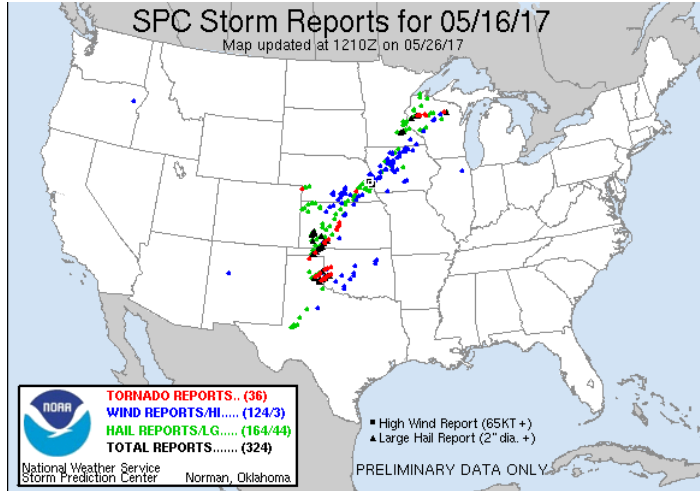 SPC Storm Reports for 05/16/17
Map updated at 1210Z on 05/26/17
NOAA
TORNADO REPORTS.. (36)
WIND REPORTS/HI..... (124/3)
HAIL REPORTS/LG..... (164/44)
TOTAL REPORTS....... (324)
National Weather Service
Storm Prediction Center Norman, Oklahoma
High Wind Report (65KT +)
Large Hail Report (2" dia. +)
PRELIMINARY DATA ONLY